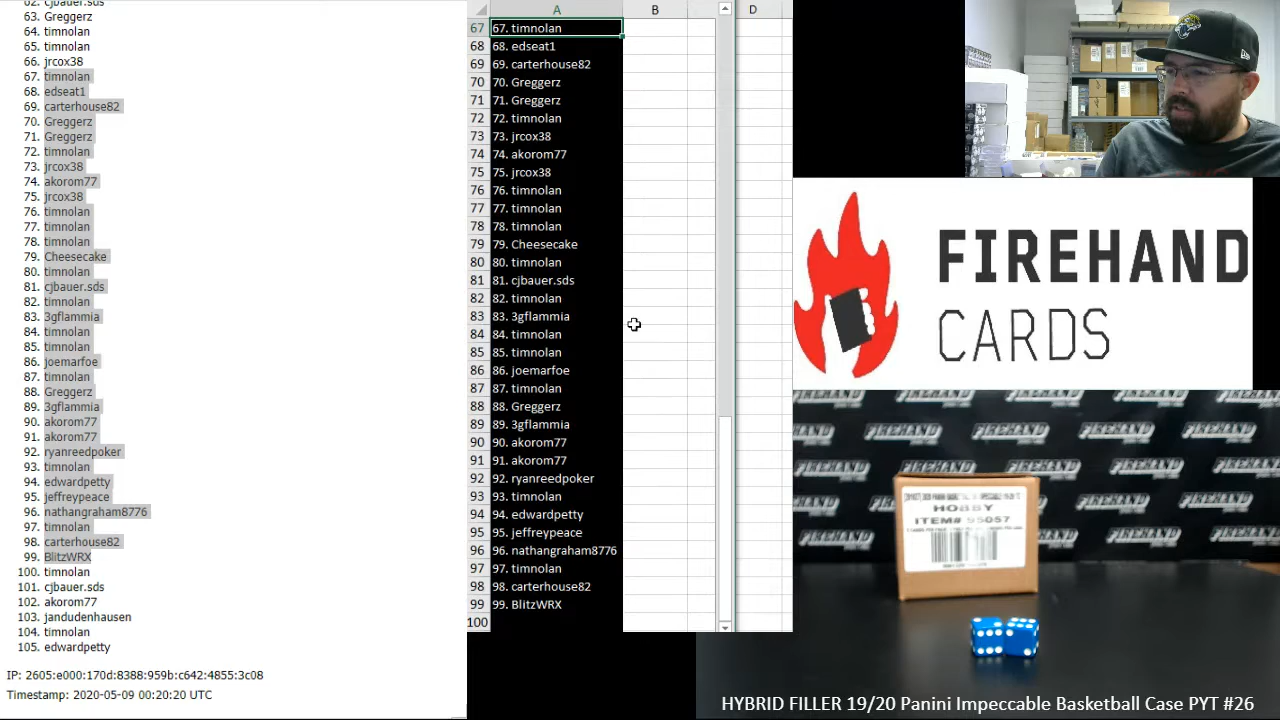 62. cjbauer.sds
63. Greggerz
64. timnolan
65. timnolan
66. jrcox38
67. timnolan
68. edseat1
69. carterhouse82
70. Greggerz
71. Greggerz
72. timnolan
73. jrcox38
74. akorom77
75. jrcox38
76. timnolan
77. timnolan
78. timnolan
79. Cheesecake
80. timnolan
81. cjbauer.sds
82. timnolan
83. 3gflammia
84. timnolan
85. timnolan
86. joemarfoe
87. timnolan
88. Greggerz
89. 3gflammia
90. akorom77
91. akorom77
92. ryanreedpoker
93. timnolan
94. edwardpetty
95. jeffreypeace
96. nathangraham8776
97. timnolan
98. carterhouse82
99. BlitzWRX
100. timnolan
101. cjbauer.sds
102. akorom77
103. jandudenhausen
104. timnolan
105. edwardpetty
IP: 2605:e000:170d:8388:959b:c642:4855:3c08
Timestamp: 2020-05-09 00:20:20 UTC
A B D
67 67. timnolan
68 68. edseat1
69 69. carterhouse82
70 70. Greggerz
71 71. Greggerz
72 72. timnolan
73 73. jrcox38
74 74. akorom77
75 75. jrcox38
76 76. timnolan
77 77. timnolan
78 78. timnolan
79 79. Cheesecake
80 80. timnolan
81 81. cjbauer.sds
82 82. timnolan
83 83. 3gflammia
84 84. timnolan
85 85. timnolan
86 86. joemarfoe
87 87. timnolan
88 88. Greggerz
89 89. 3gflammia
90 90. akorom77
91 91. akorom77
92 92. ryanreedpoker
93 93. timnolan
94 94. edwardpetty
95 95. jeffreypeace
96 96. nathangraham8776
97 97. timnolan
98 98. carterhouse82
99 99. BlitzWRX
100
FIREHAND
CARDS
FIREHAND
HOBBY
ITEM# 95057
HYBRID FILLER 19/20 Panini Impeccable Basketball Case PYT #26